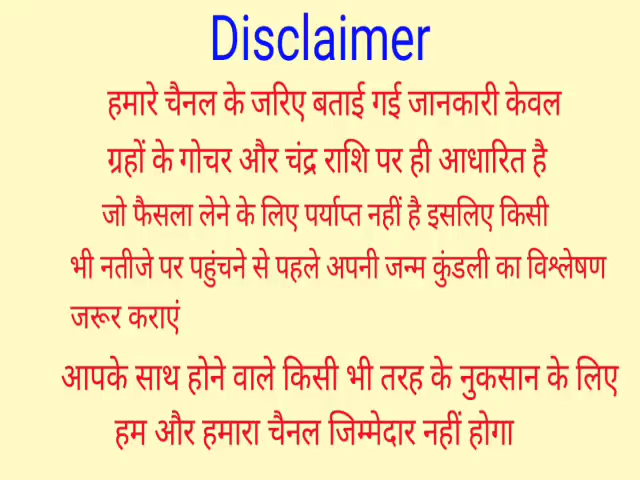 Disclaimer
हमारे चैनल के जरिए बताई गई जानकारी केवल
ग्रहों के गोचर और चंद्र राशि पर ही आधारित है
जो फैसला लेने के लिए पर्याप्त नहीं है इसलिए किसी
भी नतीजे पर पहुंचने से पहले अपनी जन्म कुंडली का विश्लेषण
जरूर कराएं
आपके साथ होने वाले किसी भी तरह के नुकसान के लिए
हम और हमारा चैनल जिम्मेदार नहीं होगा